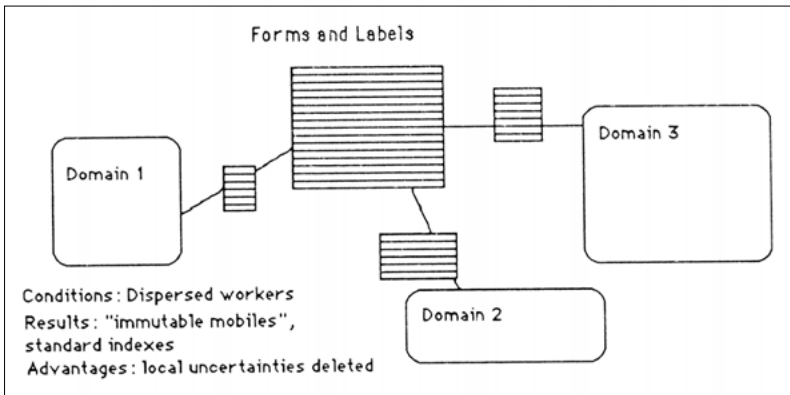 Forms and Labels
Domain 1
Domain 3
Domain 2
Conditions: Dispersed workers
Results: "immutable mobiles",
standard indexes
Advantages: local uncertainties deleted